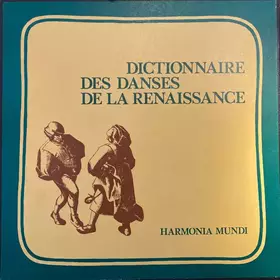 DICTIONNAIRE
DES DANSES
DE LA RENAISSANCE
HARMONIA MUNDI